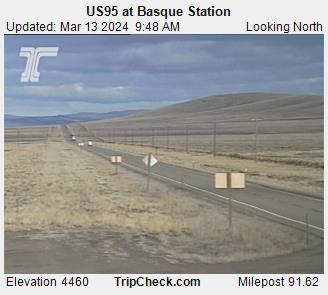 US95 at Basque Station
Updated: Mar 13 2024 9:48 AM Looking North
Elevation 4460 TripCheck.com Milepost 91.62